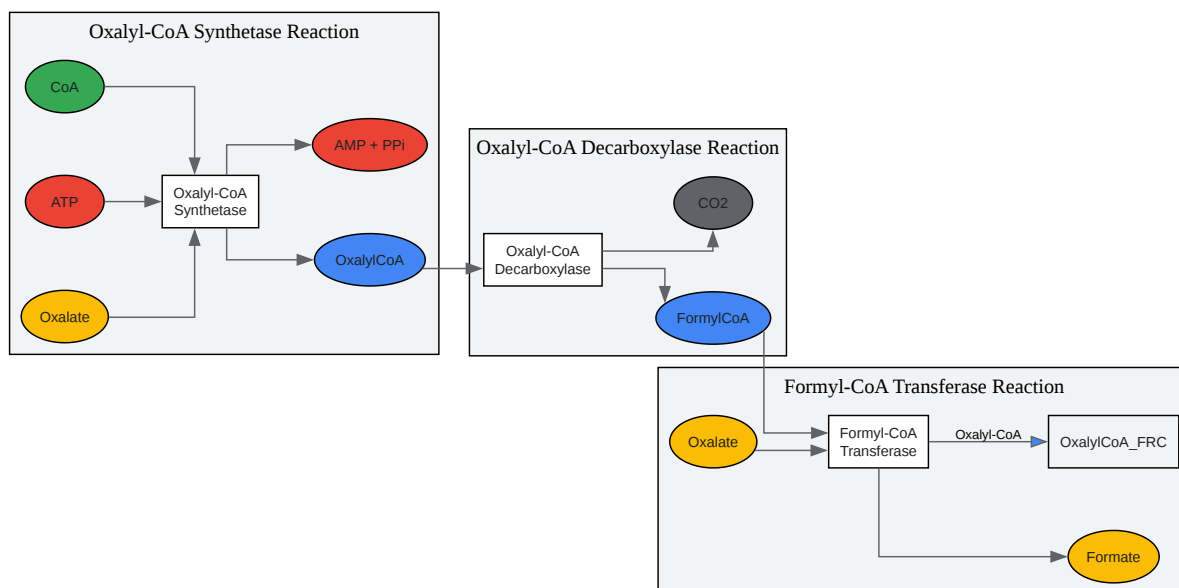 Oxalyl-CoA Synthetase Reaction
CoA
ATP
Oxalate
Oxalyl-CoA
Synthetase
AMP + PPi
OxalylCoA
Oxalyl-CoA Decarboxylase Reaction
Oxalyl-CoA
Decarboxylase
CO2
FormylCoA
Formyl-CoA Transferase Reaction
Oxalate
Formyl-CoA
Transferase
Oxalyl-CoA
OxalylCoA_FRC
Formate